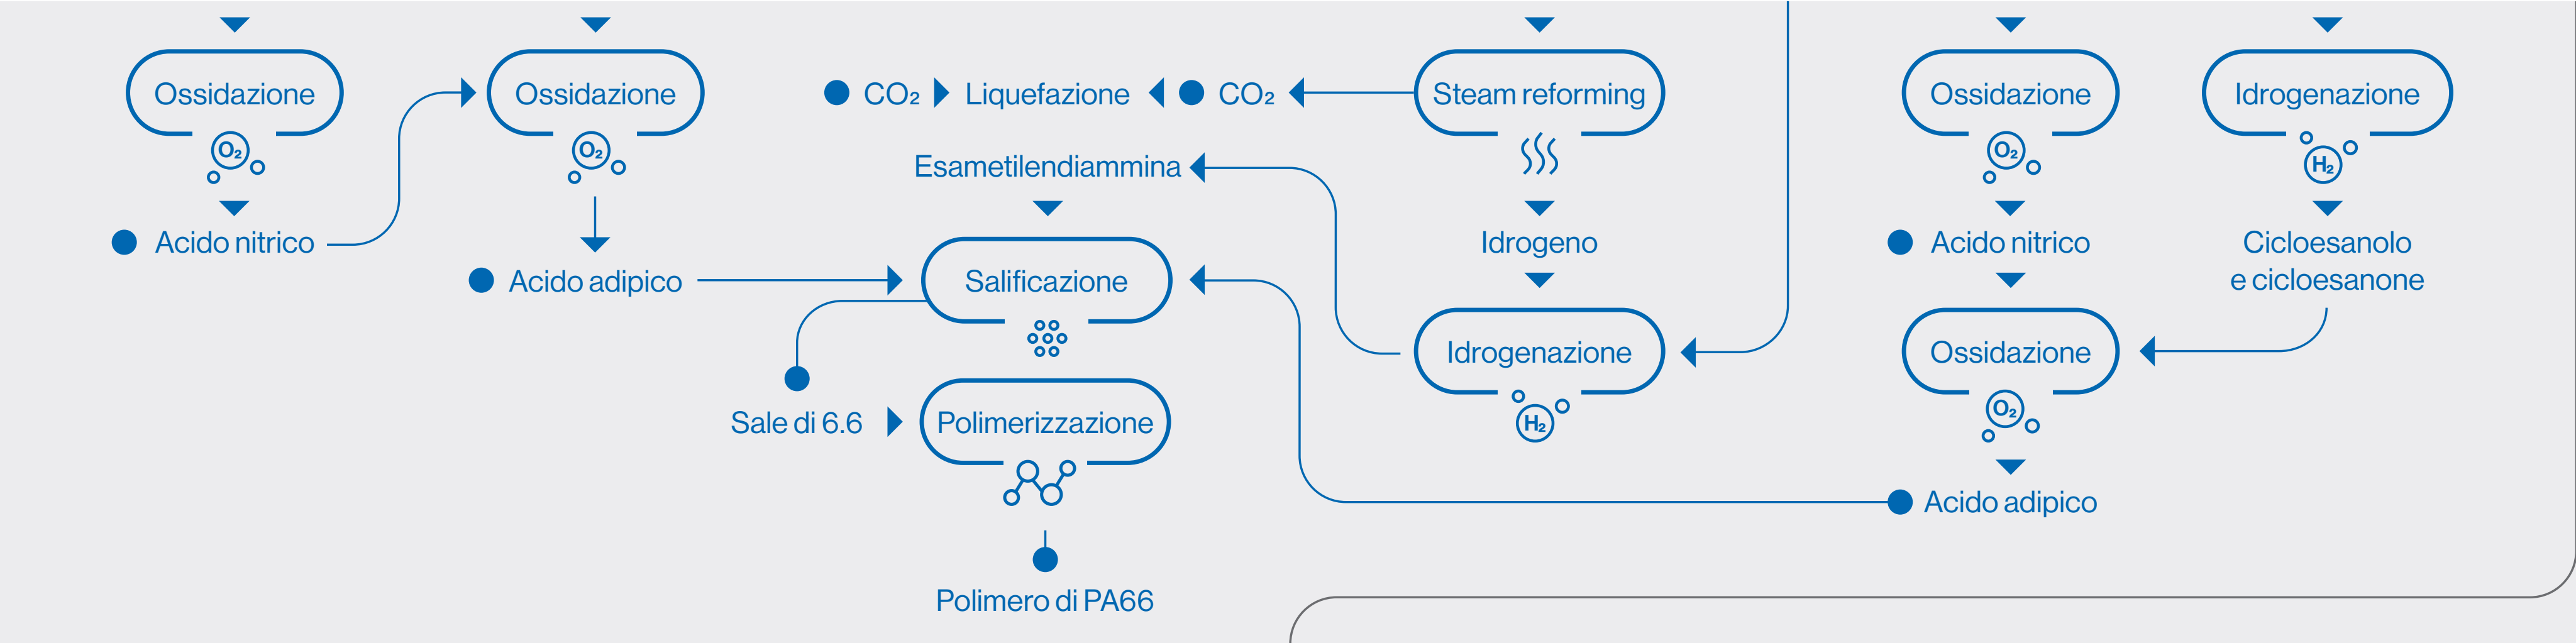 Ossidazione
O₂
Acido nitrico
Ossidazione
O₂
Acido adipico
CO₂
Liquefazione
CO₂
Steam reforming
Esametilendiammina
Salificazione
Sale di 6.6
Polimerizzazione
Polimero di PA66
Idrogeno
Idrogenazione
H₂
Ossidazione
O₂
Acido nitrico
Ossidazione
O₂
Acido adipico
Idrogenazione
H₂
Cicloesanolo
e cicloesanone